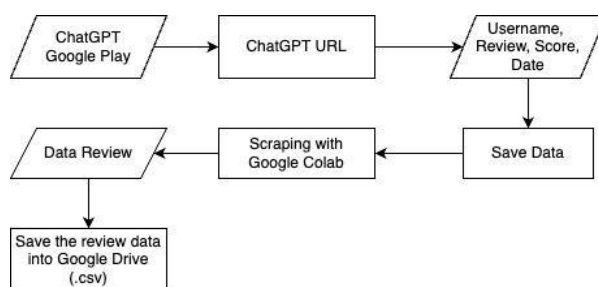 ChatGPT
Google Play
ChatGPT URL
Username,
Review, Score,
Date
Data Review
Scraping with
Google Colab
Save Data
Save the review data
into Google Drive
(.csv)